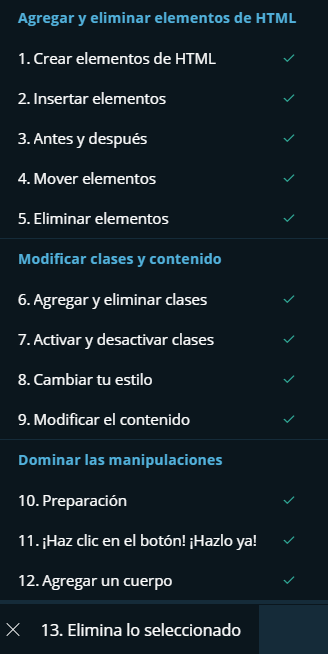 Agregar y eliminar elementos de HTML
1. Crear elementos de HTML
2. Insertar elementos
3. Antes y después
4. Mover elementos
5. Eliminar elementos
Modificar clases y contenido
6. Agregar y eliminar clases
7. Activar y desactivar clases
8. Cambiar tu estilo
9. Modificar el contenido
Dominar las manipulaciones
10. Preparación
11. ¡Haz clic en el botón! ¡Hazlo ya!
12. Agregar un cuerpo
13. Elimina lo seleccionado